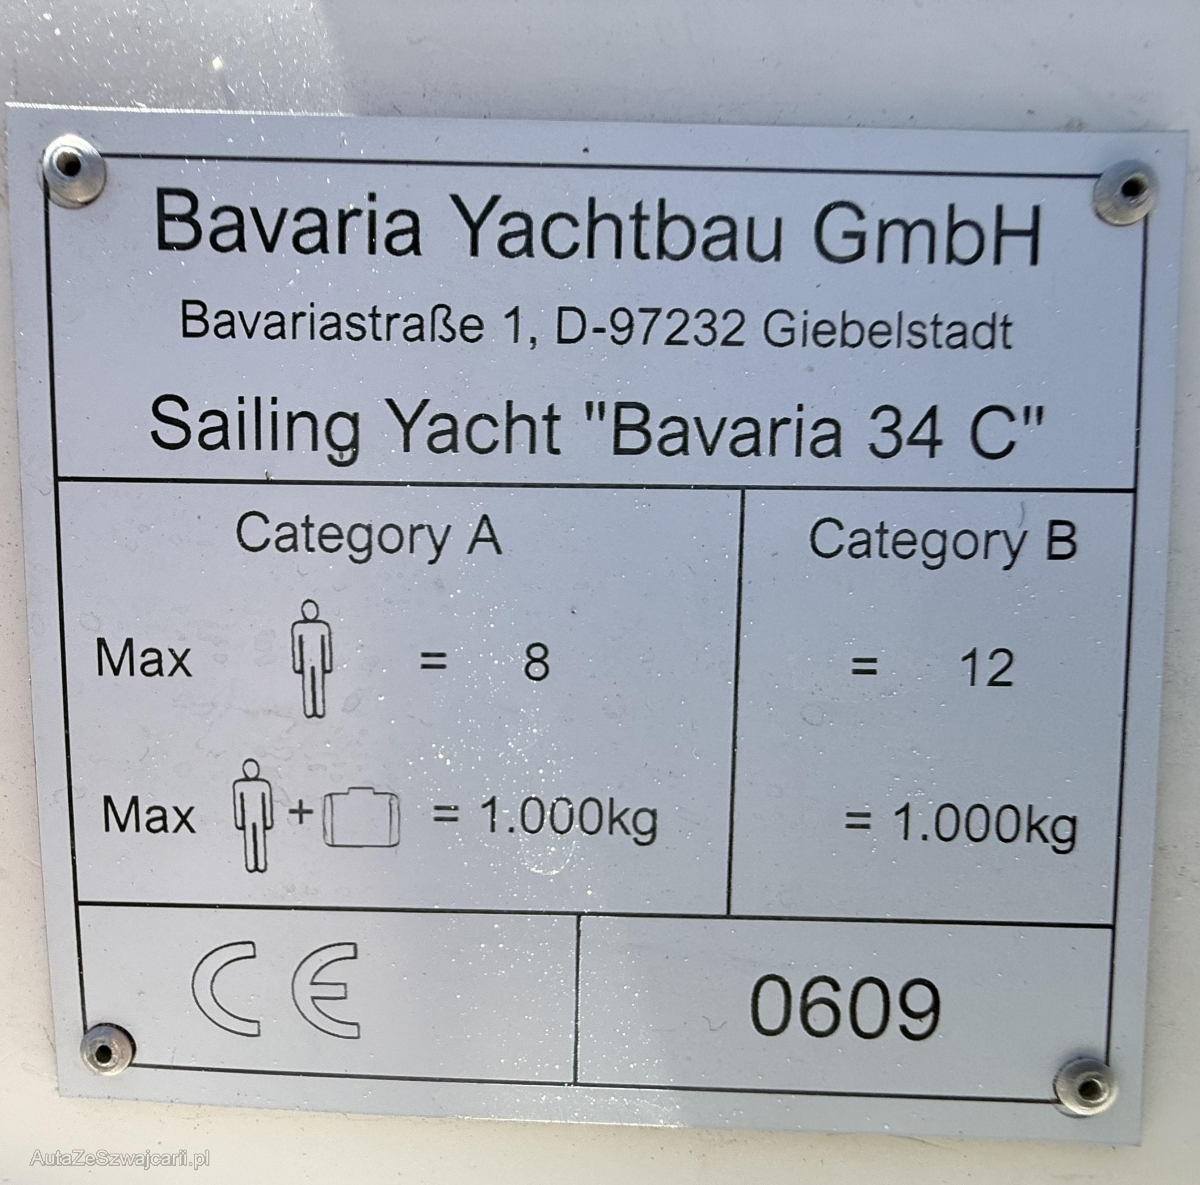 Bavaria Yachtbau GmbH
Bavariastraße 1, D-97232 Giebelstadt
Sailing Yacht "Bavaria 34 C"
Category A
Category B
Max = 8
= 12
Max + = 1.000kg
= 1.000kg
CE
0609
AutaZeSzwajcarii.pl